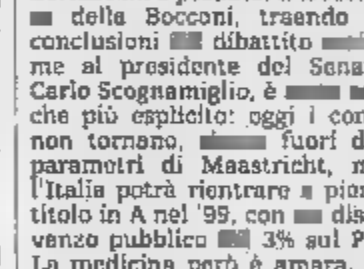 della Bocconi, traendo
conclusioni dibattito
me al presidente del Sena
Carlo Scognamiglio, è
che più esplicito: oggi i con
non tornano, fuori d
parametri di Maastricht, m
l'Italia potrà rientrare pien
titolo in A nel '99, con dis
vanzo pubblico 3% sul P
La medicina però è amara.